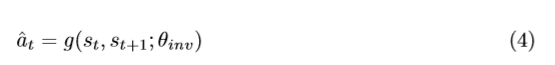 â_t = g(s_t, s_{t+1}; θ_{inv}) (4)